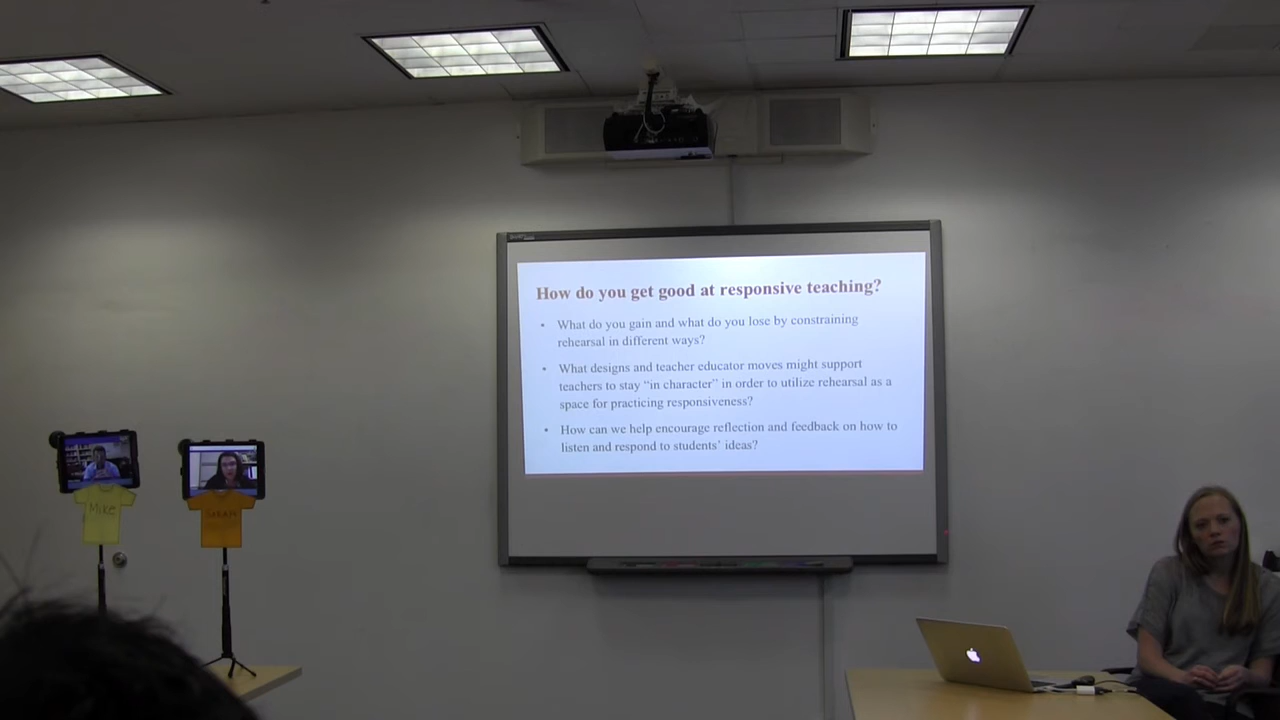 How do you get good at responsive teaching?
• What do you gain and what do you lose by constraining
rehearsal in different ways?
• What designs and teacher educator moves might support
teachers to stay “in character” in order to utilize rehearsal as a
space for practicing responsiveness?
• How can we help encourage reflection and feedback on how to
listen and respond to students’ ideas?
Mike